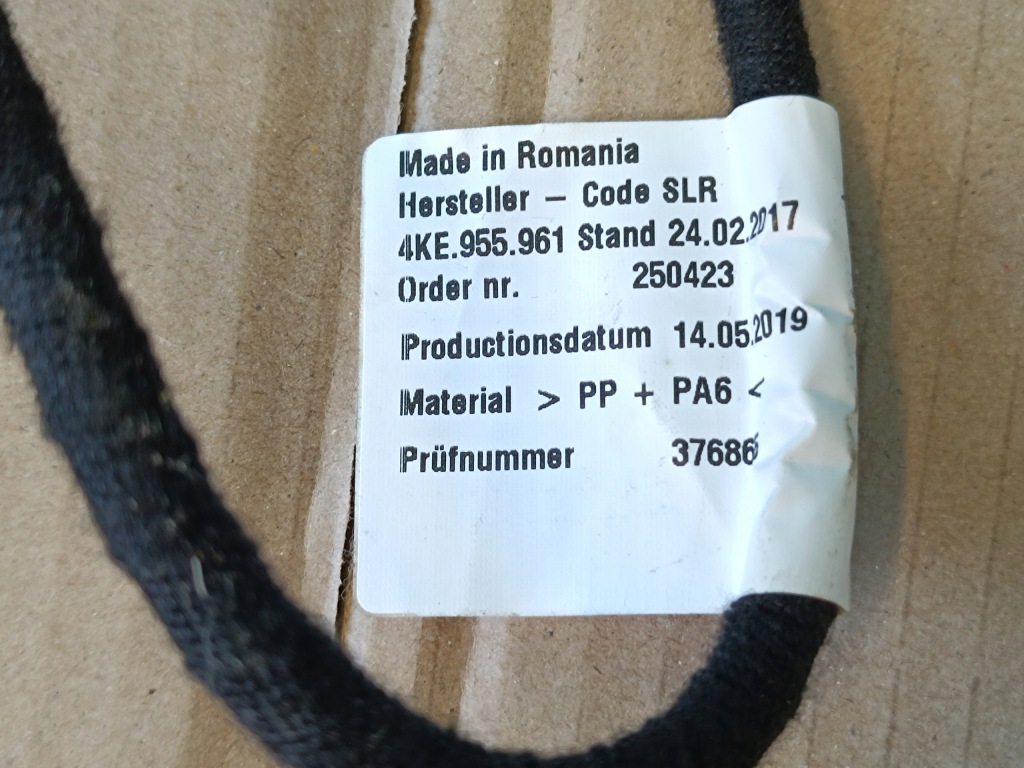 Made in Romania
Hersteller – Code SLR
4KE.955.961 Stand 24.02.2017
Order nr. 250423
Productionsdatum 14.05.2019
Material > PP + PA6 <
Prüfnummer